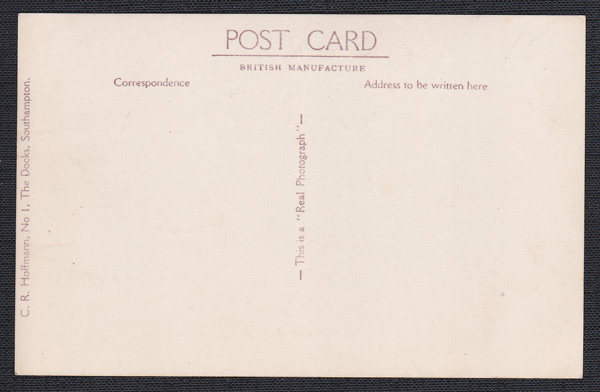 POST CARD
BRITISH MANUFACTURE
Correspondence
Address to be written here
This is a "Real Photograph"
C. R. Hoffmann, No 1, The Docks, Southampton.